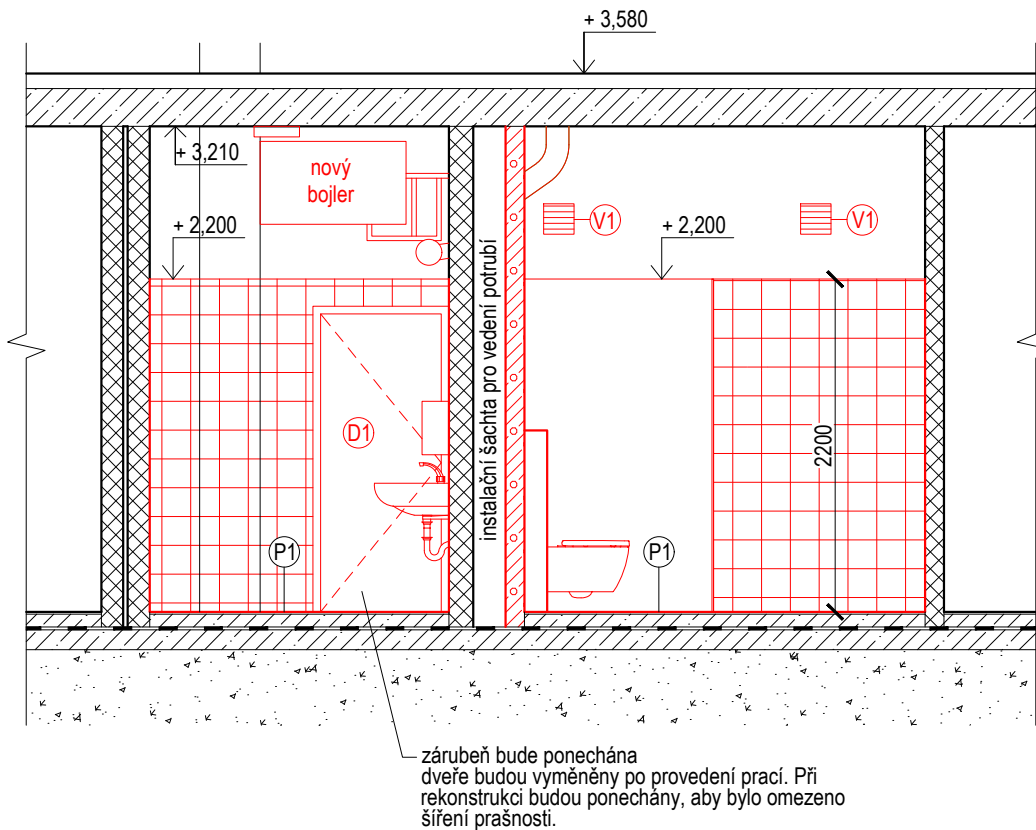 + 3,580
+ 3,210
nový
bojler
+ 2,200
V1
V1
+ 2,200
instalační šachta pro vedení potrubí
D1
2200
P1
P1
zárubeň bude ponechána
dveře budou vyměněny po provedení prací. Při
rekonstrukci budou ponechány, aby bylo omezeno
šíření prašnosti.